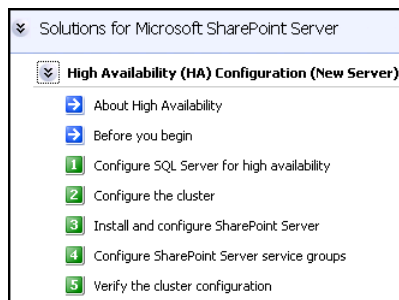 Solutions for Microsoft SharePoint Server
High Availability (HA) Configuration (New Server)
About High Availability
Before you begin
1 Configure SQL Server for high availability
2 Configure the cluster
3 Install and configure SharePoint Server
4 Configure SharePoint Server service groups
5 Verify the cluster configuration